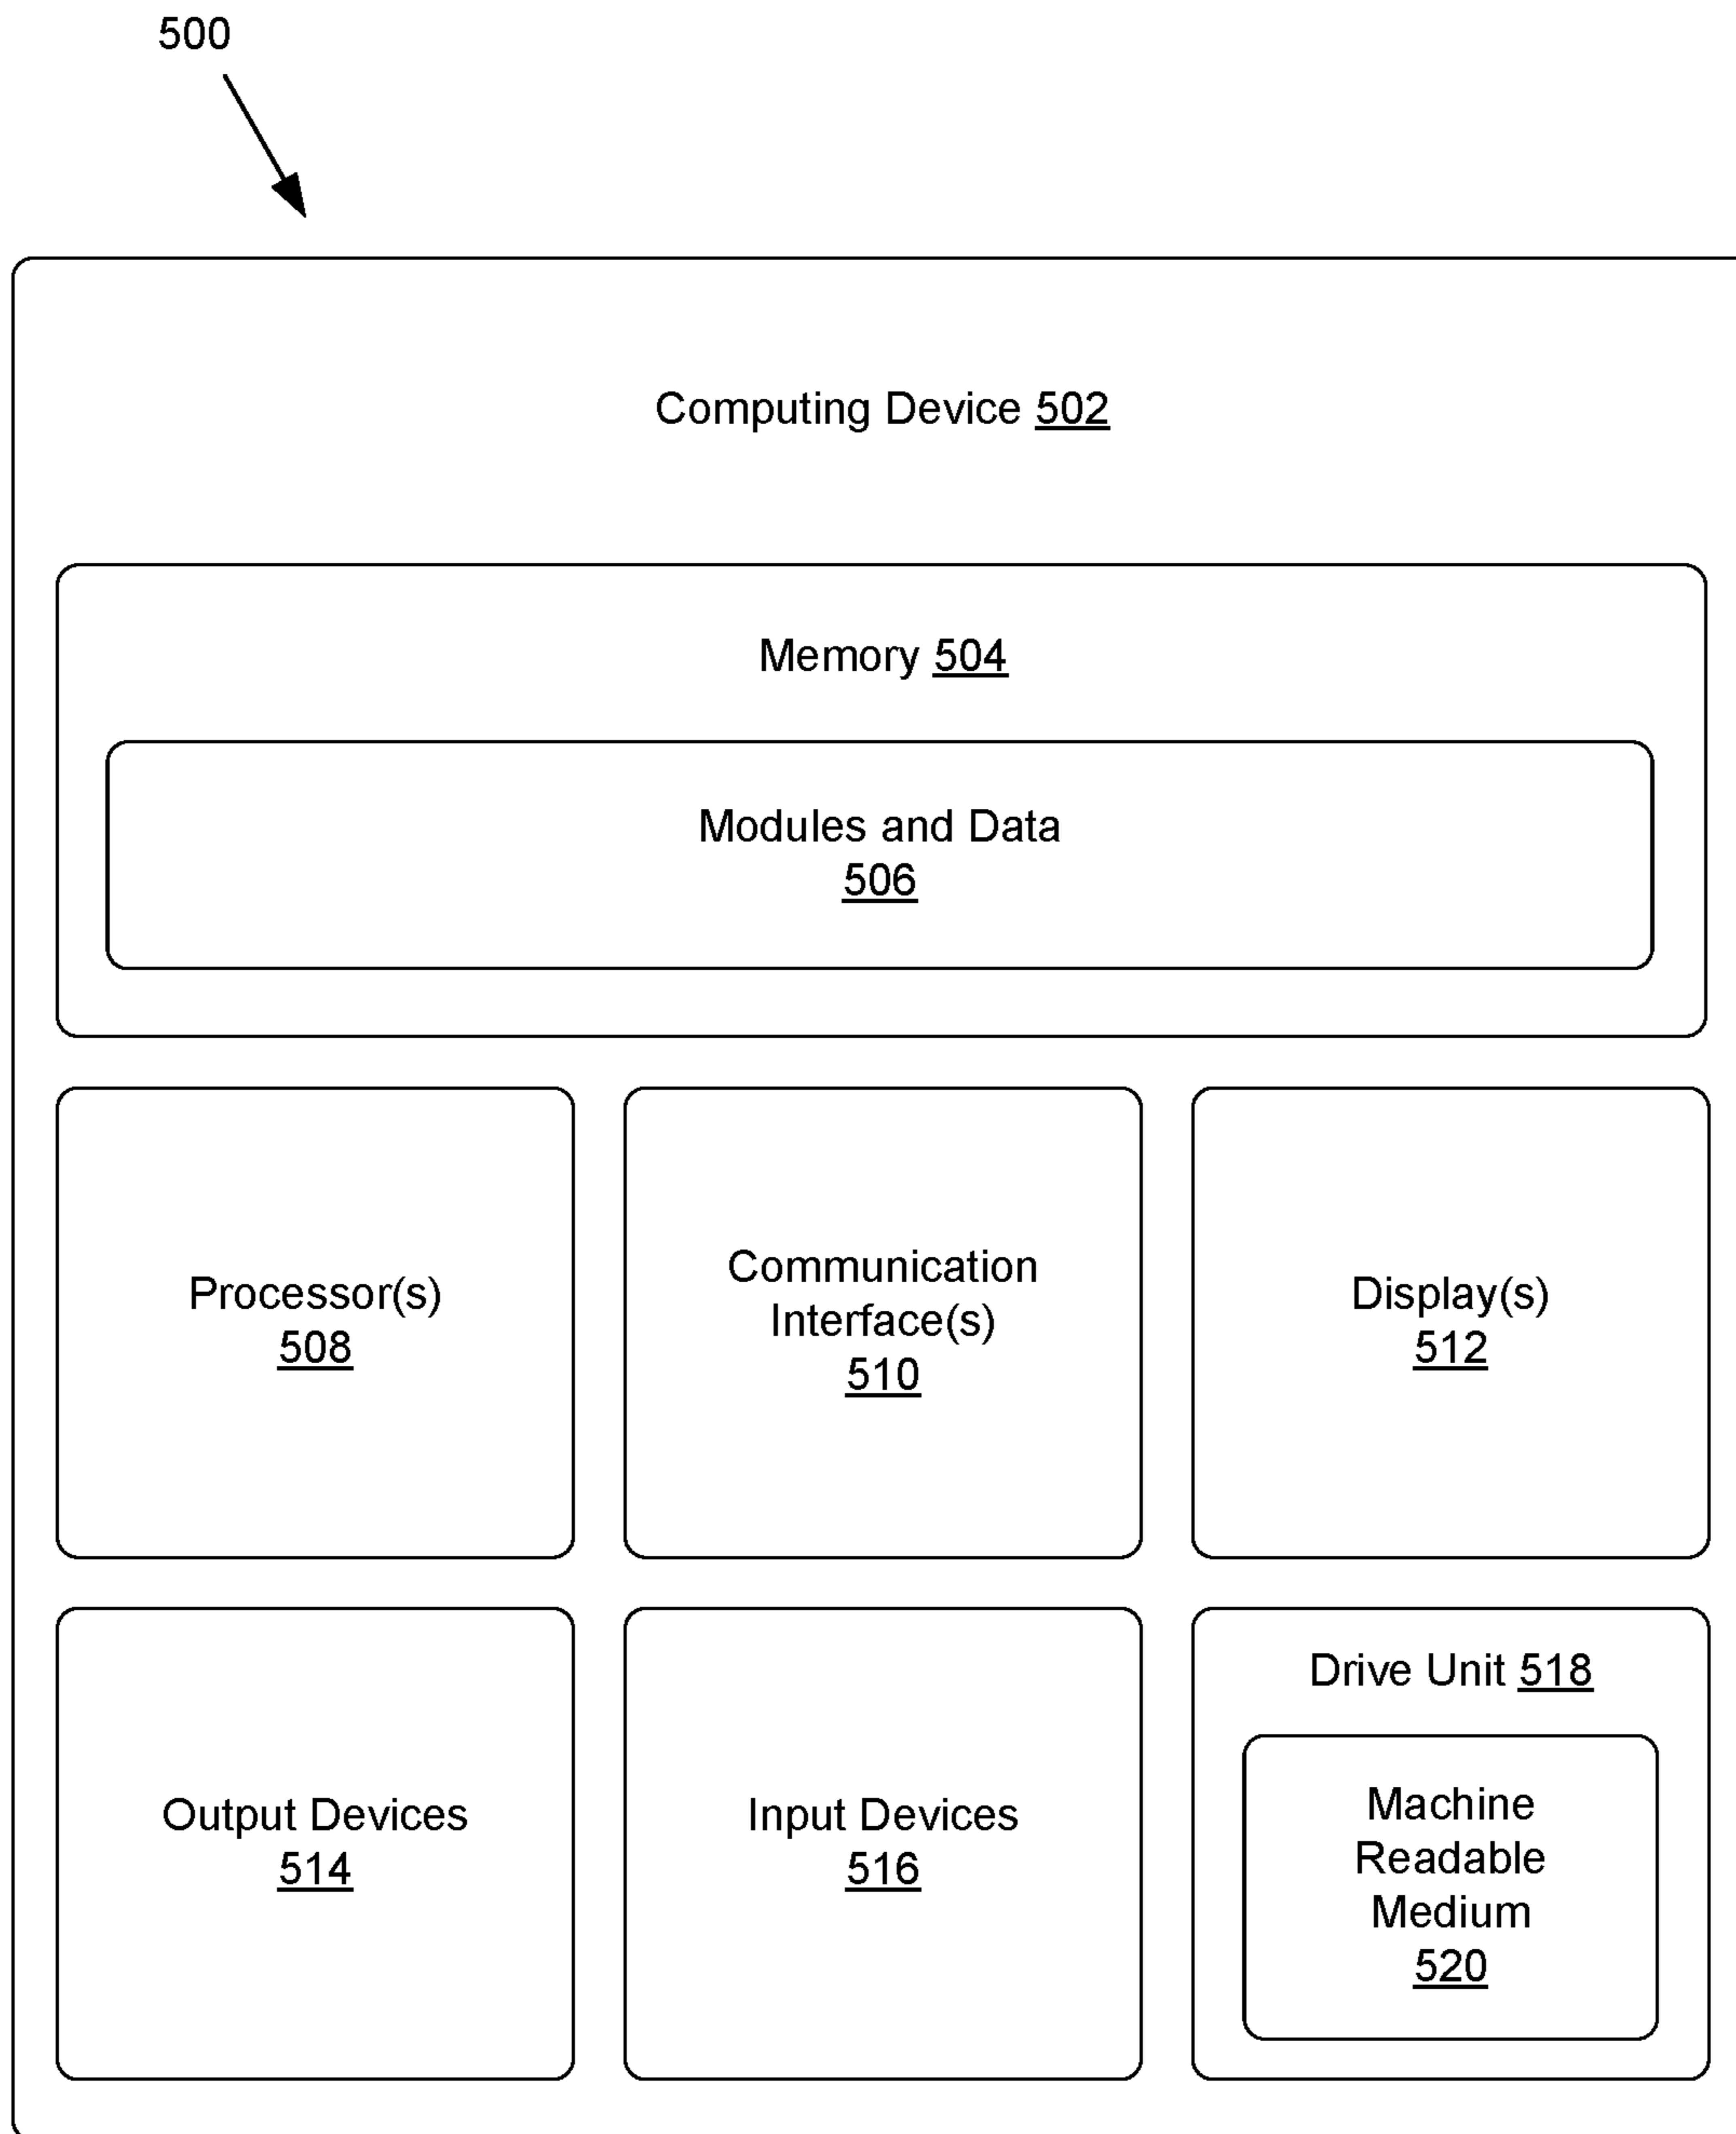 500
Computing Device 502
Memory 504
Modules and Data
506
Processor(s)
508
Communication
Interface(s)
510
Display(s)
512
Output Devices
514
Input Devices
516
Drive Unit 518
Machine
Readable
Medium
520